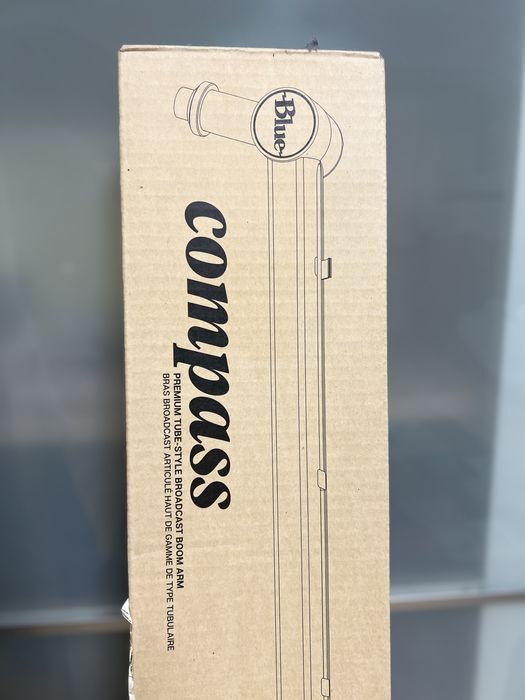 Blue
compass
PREMIUM TUBE-STYLE BROADCAST BOOM ARM
BRAS BROADCAST ARTICULÉ HAUT DE GAMME DE TYPE TUBULAIRE